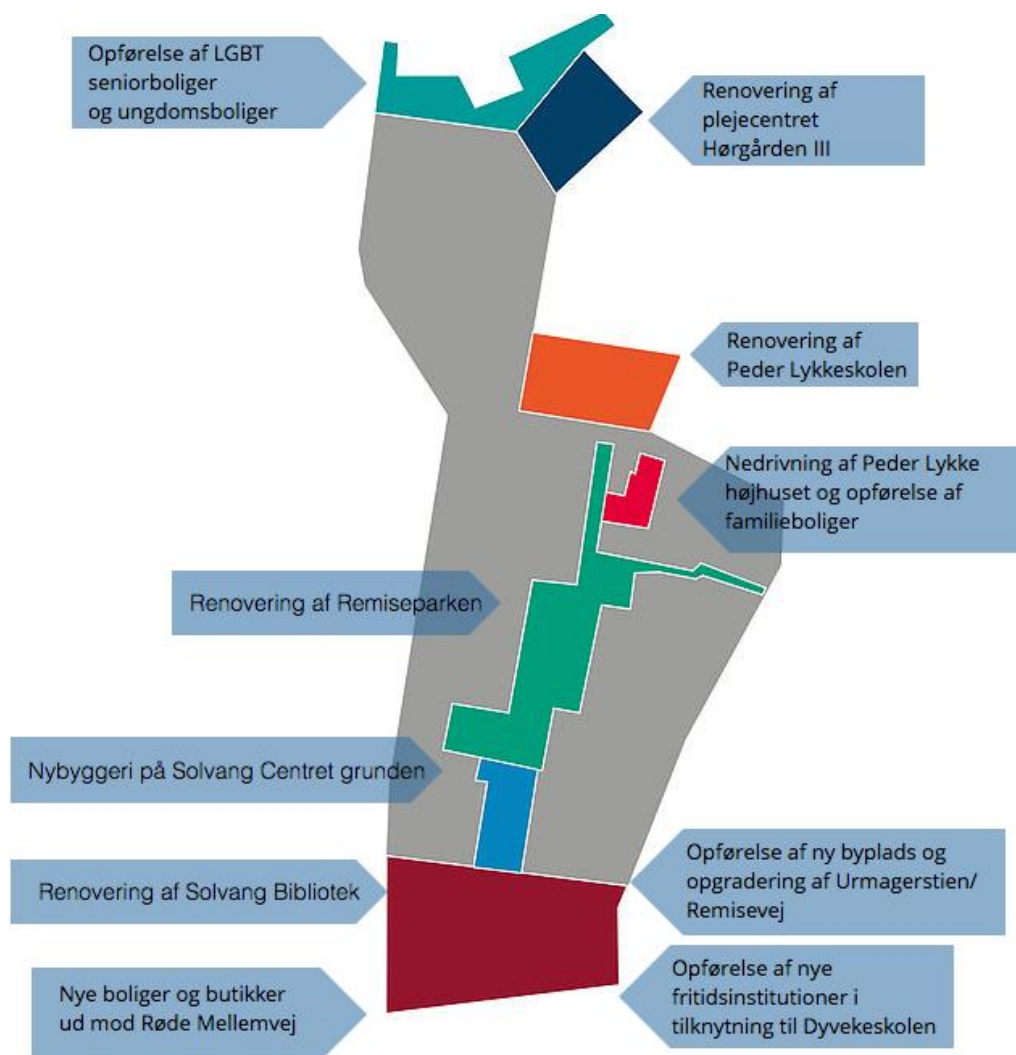 Opførelse af LGBT
seniorboliger
og ungdomsboliger
Renovering af
plejecentret
Hørgården III
Renovering af
Peder Lykkeskolen
Nedrivning af Peder Lykke
højhuset og opførelse af
familieboliger
Renovering af Remiseparken
Nybyggeri på Solvang Centret grunden
Renovering af Solvang Bibliotek
Opførelse af ny byplads og
opgradering af Urmagerstien/
Remisevej
Nye boliger og butikker
ud mod Røde Mellemvej
Opførelse af nye
fritidsinstitutioner i
tilknytning til Dyvekeskolen